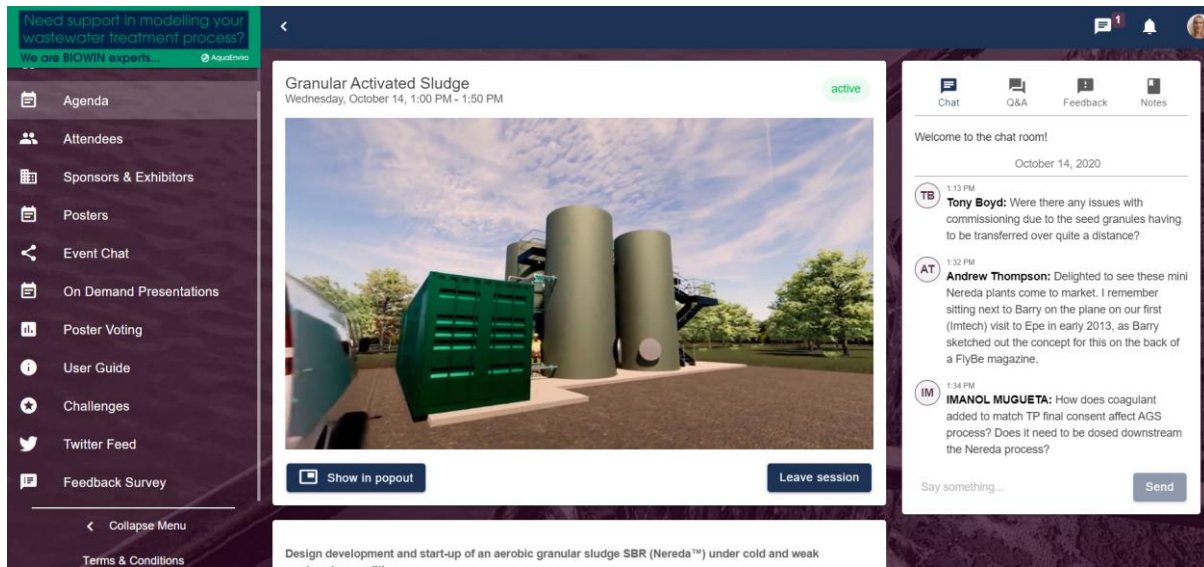 Need support in modelling your
wastewater treatment process?
We are BIOWIN experts...
AquaEnviro
Agenda
Attendees
Sponsors & Exhibitors
Posters
Event Chat
On Demand Presentations
Poster Voting
User Guide
Challenges
Twitter Feed
Feedback Survey
Collapse Menu
Terms & Conditions
1
Granular Activated Sludge
Wednesday, October 14, 1:00 PM - 1:50 PM
active
Show in popout
Leave session
Design development and start-up of an aerobic granular sludge SBR (Nereda™) under cold and weak
Chat
Q&A
Feedback
Notes
Welcome to the chat room!
October 14, 2020
TB
1:13 PM
Tony Boyd: Were there any issues with
commissioning due to the seed granules having
to be transferred over quite a distance?
AT
1:32 PM
Andrew Thompson: Delighted to see these mini
Nereda plants come to market. I remember
sitting next to Barry on the plane on our first
(Imtech) visit to Epe in early 2013, as Barry
sketched out the concept for this on the back of
a FlyBe magazine.
IM
1:34 PM
IMANOL MUGUETA: How does coagulant
added to match TP final consent affect AGS
process? Does it need to be dosed downstream
the Nereda process?
Say something...
Send